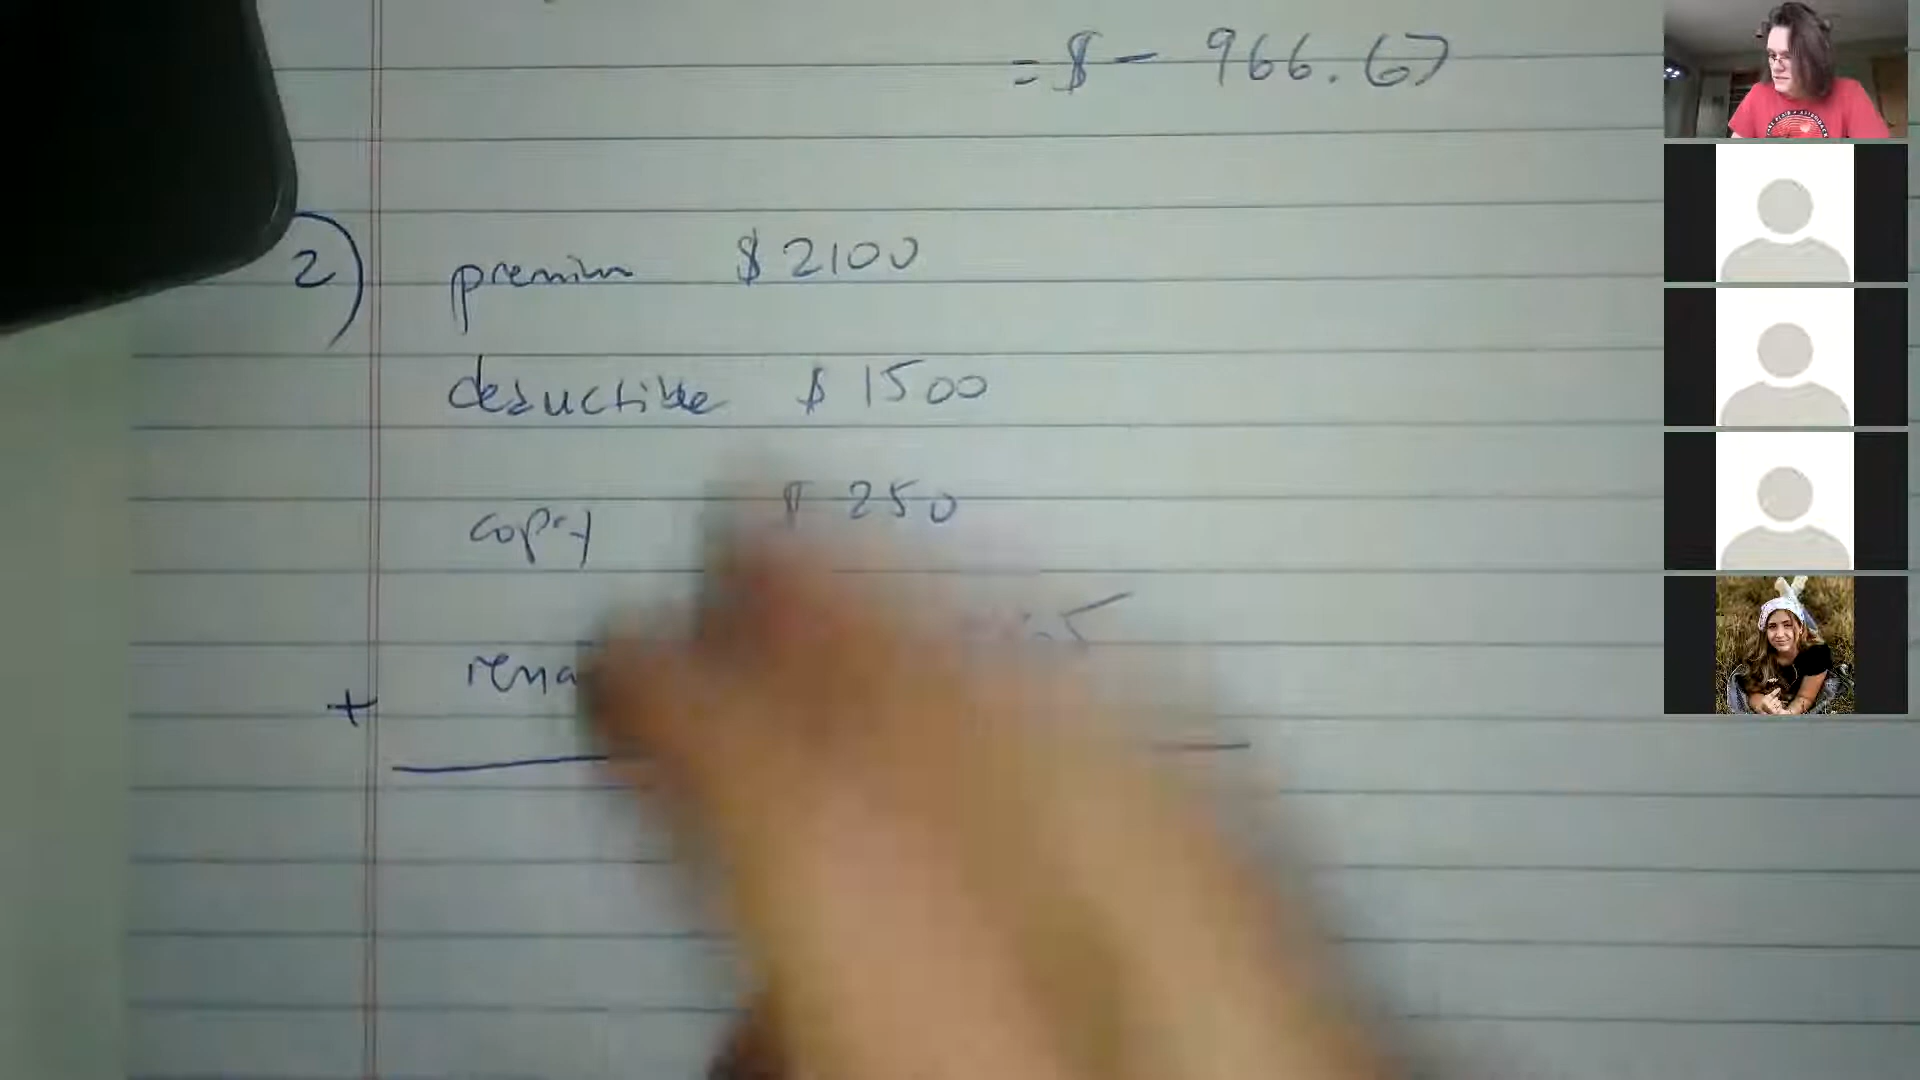 = $ - 966.67
2) premium $ 2100
deductible $ 1500
copay $ 250
+